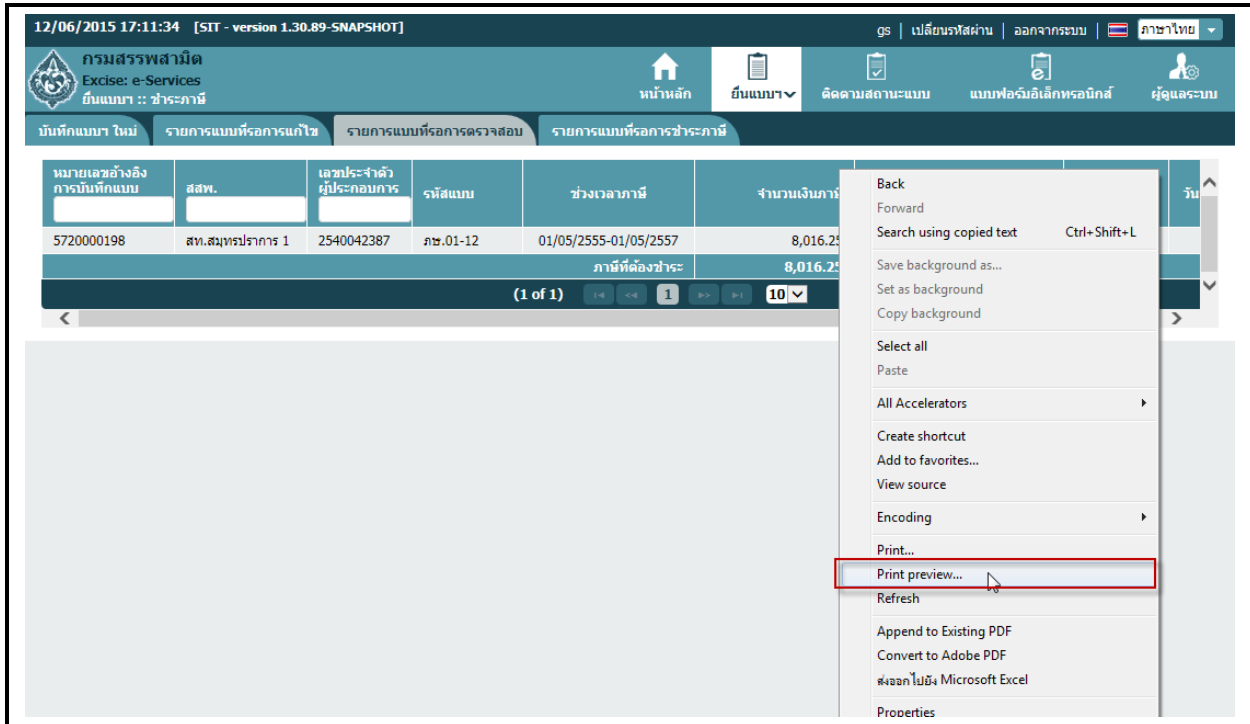 12/06/2015 17:11:34 [SIT - version 1.30.89-SNAPSHOT]
gs | เปลี่ยนรหัสผ่าน | ออกจากระบบ | ภาษาไทย
กรมสรรพสามิต
Excise: e-Services
ยื่นแบบฯ :: ชำระภาษี
หน้าหลัก ยื่นแบบฯ ติดตามสถานะแบบ แบบฟอร์มอิเล็กทรอนิกส์ ผู้ดูแลระบบ
บันทึกแบบฯ ใหม่ รายการแบบที่รอการแก้ไข รายการแบบที่รอการตรวจสอบ รายการแบบที่รอการชำระภาษี
หมายเลขอ้างอิง
การบันทึกแบบ
สสพ.
เลขประจำตัว
ผู้ประกอบการ
รหัสแบบ
ช่วงเวลาภาษี
จำนวนเงินภาษี
วัน
5720000198 สท.สมุทรปราการ 1 2540042387 ภษ.01-12 01/05/2555-01/05/2557 8,016.25
ภาษีที่ต้องชำระ 8,016.25
(1 of 1) 1 10
Back
Forward
Search using copied text Ctrl+Shift+L
Save background as...
Set as background
Copy background
Select all
Paste
All Accelerators
Create shortcut
Add to favorites...
View source
Encoding
Print...
Print preview...
Refresh
Append to Existing PDF
Convert to Adobe PDF
ส่งออกไปยัง Microsoft Excel
Properties